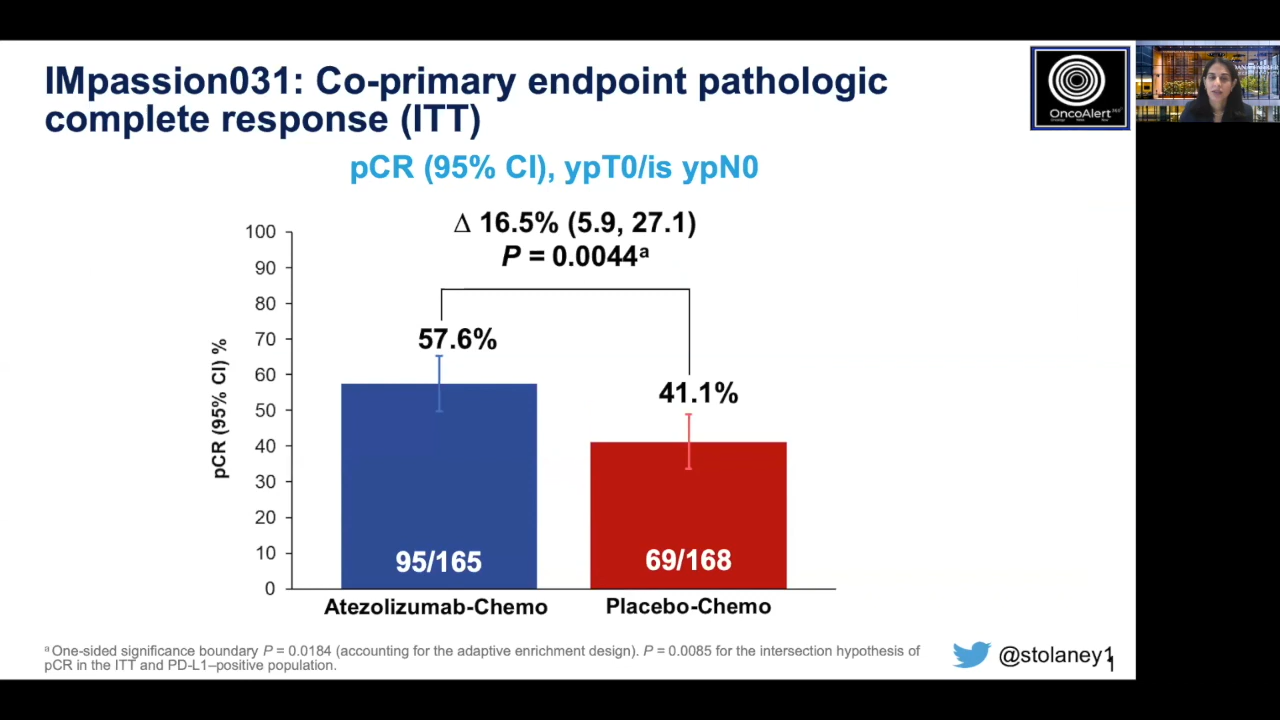 IMpassion031: Co-primary endpoint pathologic
complete response (ITT)
OncoAlert
pCR (95% CI), ypT0/is ypN0
Δ 16.5% (5.9, 27.1)
P = 0.0044ᵃ
100
90
80
70
60
50
40
30
20
10
0
pCR (95% CI) %
57.6%
41.1%
95/165
69/168
Atezolizumab-Chemo
Placebo-Chemo
ᵃ One-sided significance boundary P = 0.0184 (accounting for the adaptive enrichment design). P = 0.0085 for the intersection hypothesis of
pCR in the ITT and PD-L1–positive population.
@stolaney1